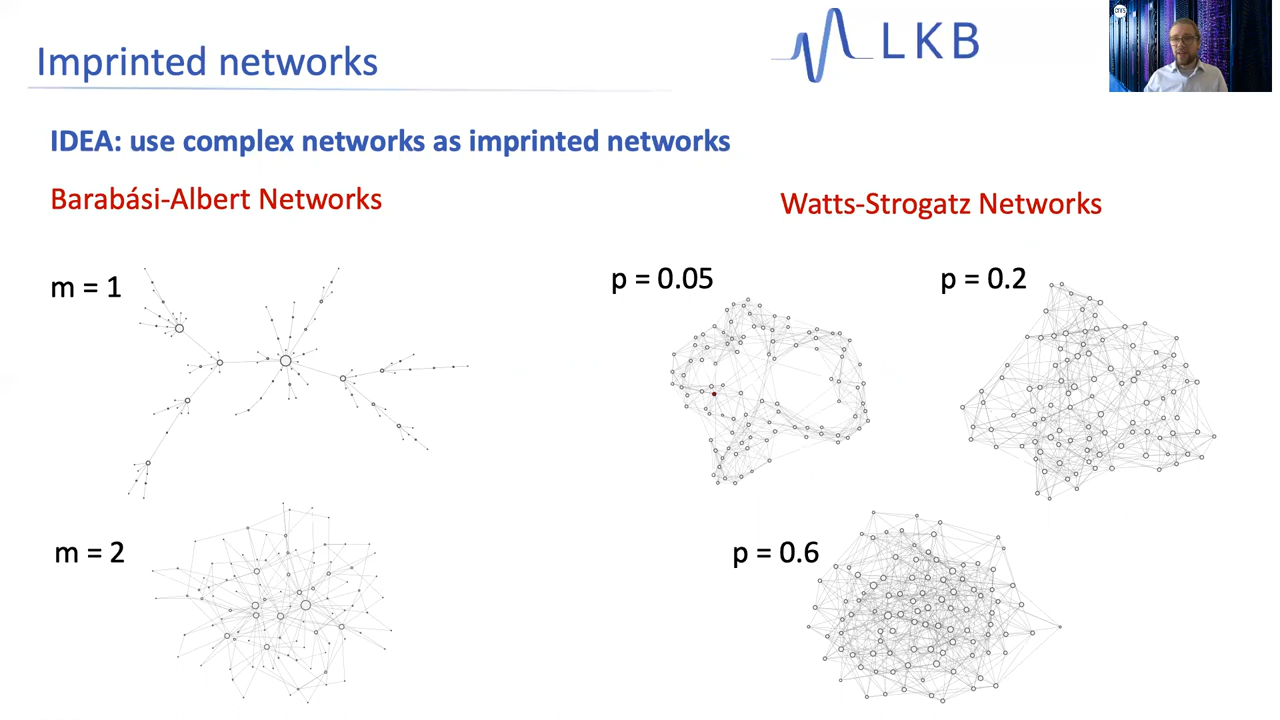 Imprinted networks
LKB
cnrs
IDEA: use complex networks as imprinted networks
Barabási-Albert Networks
Watts-Strogatz Networks
m = 1
p = 0.05
p = 0.2
m = 2
p = 0.6